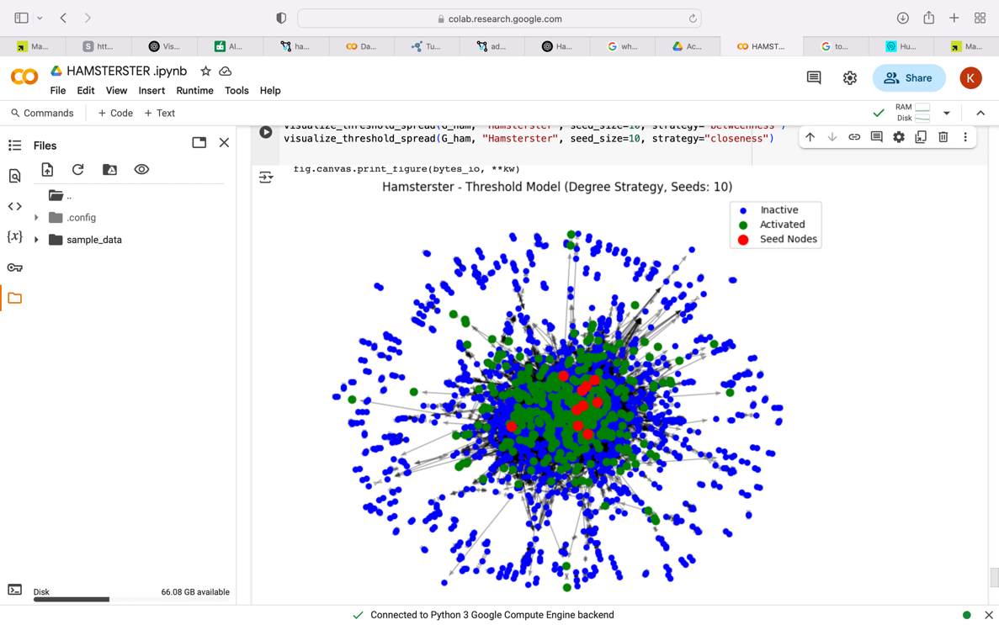 colab.research.google.com
Ma...
S htt...
Vis...
AI...
ha...
Da...
Tu...
ad...
Ha...
G wh...
Ac...
HAMST...
G to...
Hu...
Ma...
HAMSTERSTER .ipynb
File Edit View Insert Runtime Tools Help
Share
K
Commands
+ Code + Text
RAM
Disk
Files
..
.config
sample_data
Disk
66.08 GB available
visualize_threshold_spread(G_ham, "Hamsterster", seed_size=10, strategy="betweenness")
visualize_threshold_spread(G_ham, "Hamsterster", seed_size=10, strategy="closeness")
fig.canvas.print_figure(bytes_io, **kw)
Hamsterster - Threshold Model (Degree Strategy, Seeds: 10)
Inactive
Activated
Seed Nodes
Connected to Python 3 Google Compute Engine backend